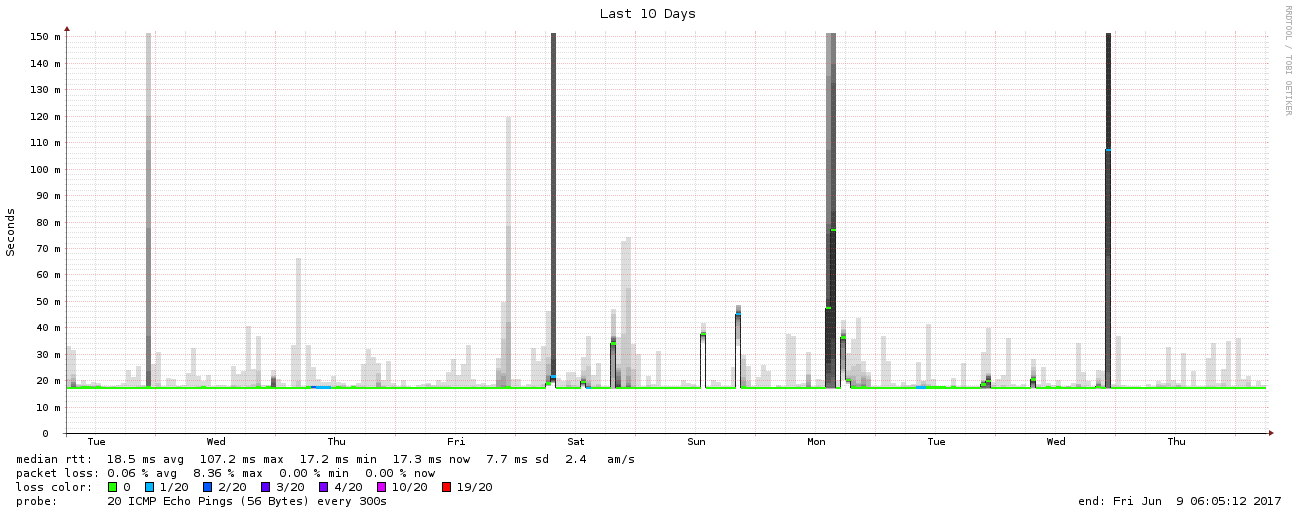 Last 10 Days
RRDTOOL / TOBI OETIKER
Seconds
150 m
140 m
130 m
120 m
110 m
100 m
90 m
80 m
70 m
60 m
50 m
40 m
30 m
20 m
10 m
0
Tue Wed Thu Fri Sat Sun Mon Tue Wed Thu
median rtt: 18.5 ms avg 107.2 ms max 17.2 ms min 17.3 ms now 7.7 ms sd 2.4 am/s
packet loss: 0.06 % avg 8.36 % max 0.00 % min 0.00 % now
loss color: 0 1/20 2/20 3/20 4/20 10/20 19/20
probe: 20 ICMP Echo Pings (56 Bytes) every 300s end: Fri Jun 9 06:05:12 2017